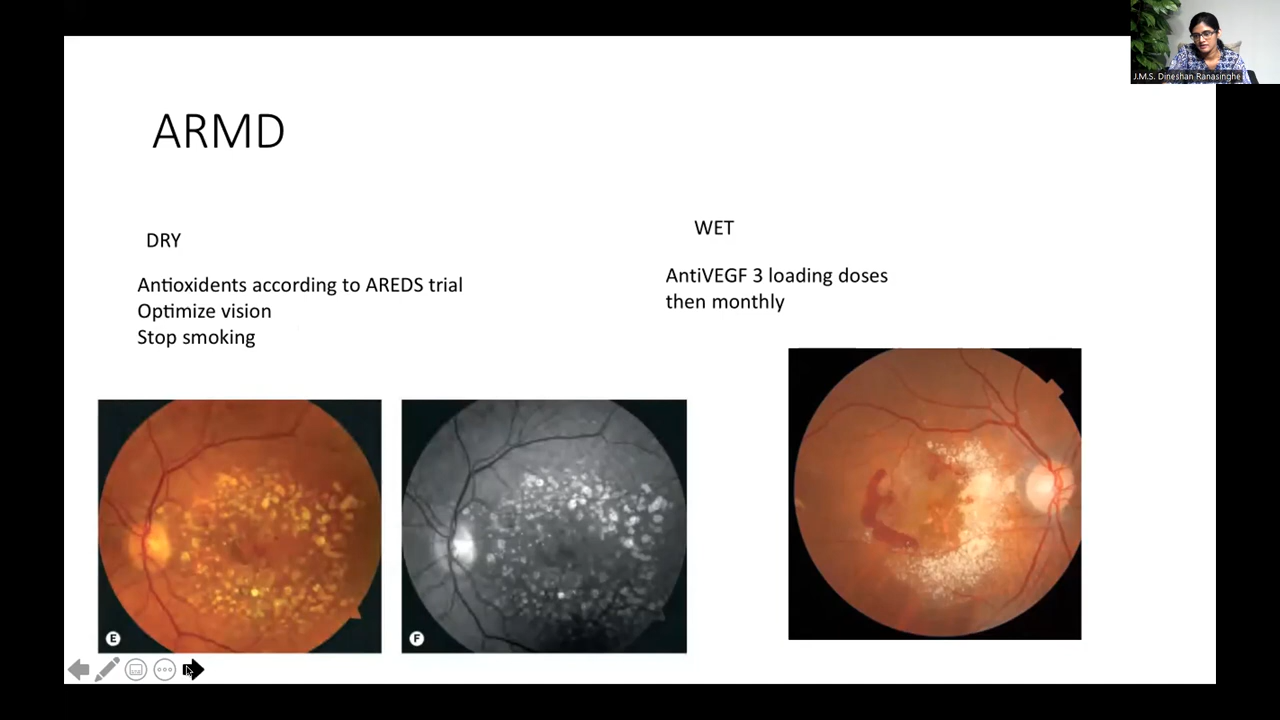 J.M.S. Dineshan Ranasinghe
ARMD
DRY
Antioxidents according to AREDS trial
Optimize vision
Stop smoking
WET
AntiVEGF 3 loading doses
then monthly
E
F